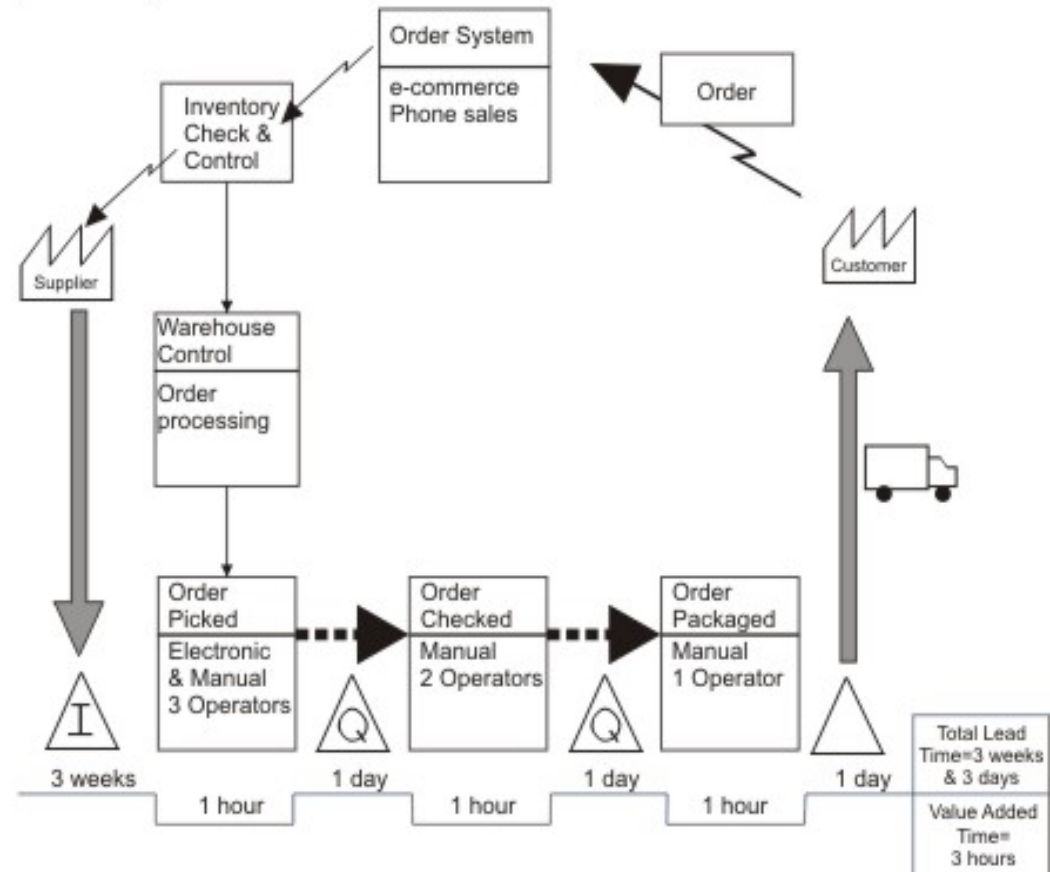 Order System
e-commerce
Phone sales
Order
Inventory
Check &
Control
Supplier
Customer
Warehouse
Control
Order
processing
Order
Picked
Electronic
& Manual
3 Operators
Order
Checked
Manual
2 Operators
Order
Packaged
Manual
1 Operator
I
Q
Q
3 weeks
1 hour
1 day
1 hour
1 day
1 hour
1 day
Total Lead
Time=3 weeks
& 3 days
Value Added
Time=
3 hours